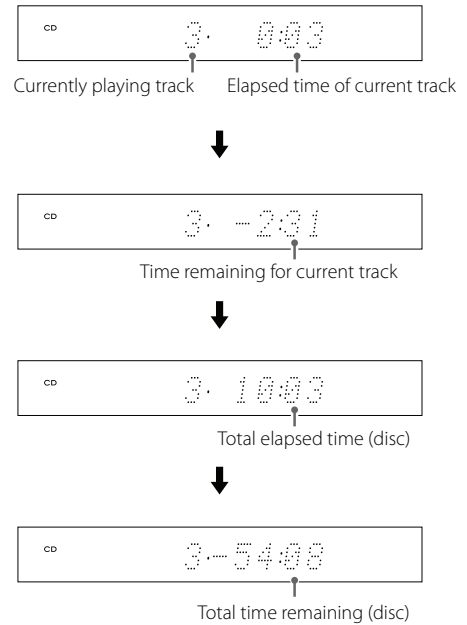 CD 3. 0:03
Currently playing track Elapsed time of current track
CD 3. -2:31
Time remaining for current track
CD 3. 10:03
Total elapsed time (disc)
CD 3.-54:08
Total time remaining (disc)